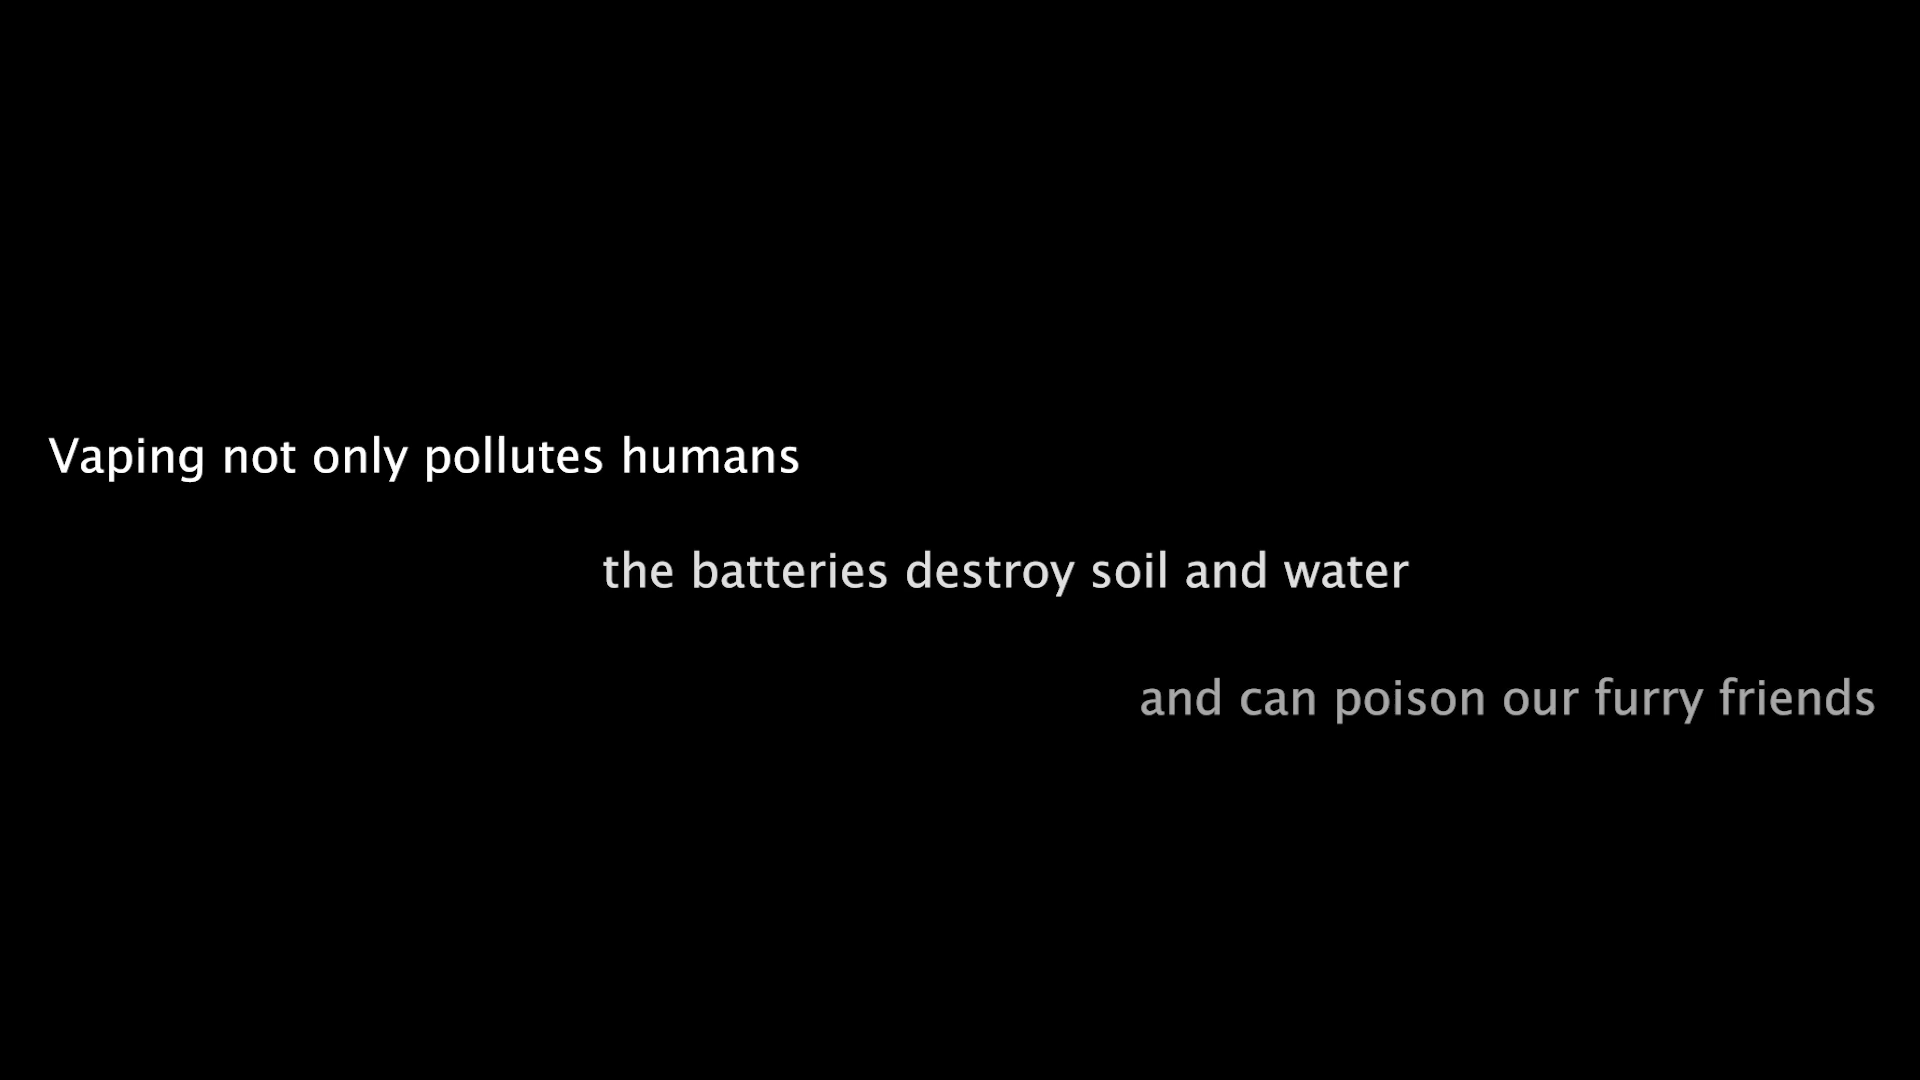 Vaping not only pollutes humans
the batteries destroy soil and water
and can poison our furry friends